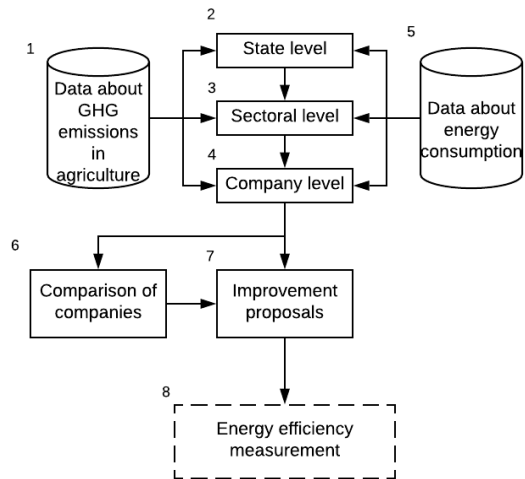 1
Data about
GHG
emissions
in
agriculture
2
State level
3
Sectoral level
4
Company level
5
Data about
energy
consumption
6
Comparison of
companies
7
Improvement
proposals
8
Energy efficiency
measurement